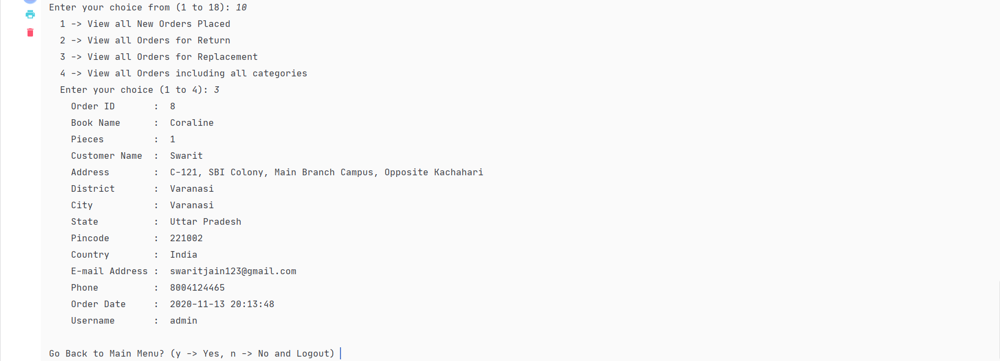 Enter your choice from (1 to 18): 10
1 -> View all New Orders Placed
2 -> View all Orders for Return
3 -> View all Orders for Replacement
4 -> View all Orders including all categories
Enter your choice (1 to 4): 3
Order ID       :  8
Book Name      :  Coraline
Pieces         :  1
Customer Name  :  Swarit
Address        :  C-121, SBI Colony, Main Branch Campus, Opposite Kachahari
District       :  Varanasi
City           :  Varanasi
State          :  Uttar Pradesh
Pincode        :  221002
Country        :  India
E-mail Address :  swaritjain123@gmail.com
Phone          :  8004124465
Order Date     :  2020-11-13 20:13:48
Username       :  admin
Go Back to Main Menu? (y -> Yes, n -> No and Logout)